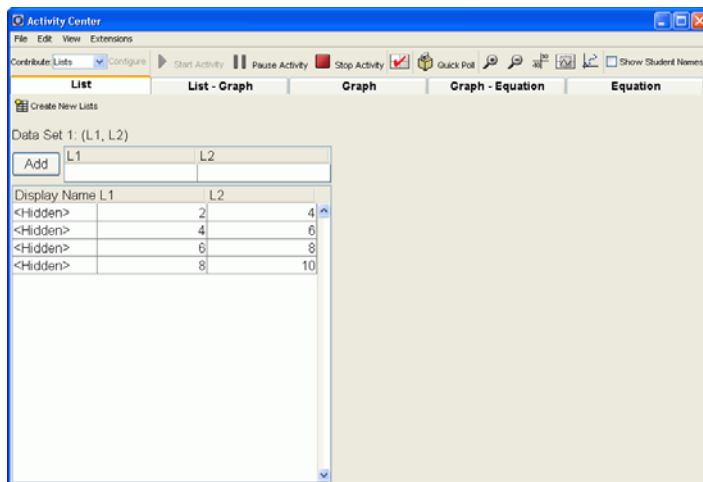 Activity Center
File Edit View Extensions
Contribute: Lists Configure Start Activity Pause Activity Stop Activity Quick Poll Show Student Names
List List - Graph Graph Graph - Equation Equation
Create New Lists
Data Set 1: (L1, L2)
Add L1 L2
Display Name L1 L2
<Hidden> 2 4
<Hidden> 4 6
<Hidden> 6 8
<Hidden> 8 10